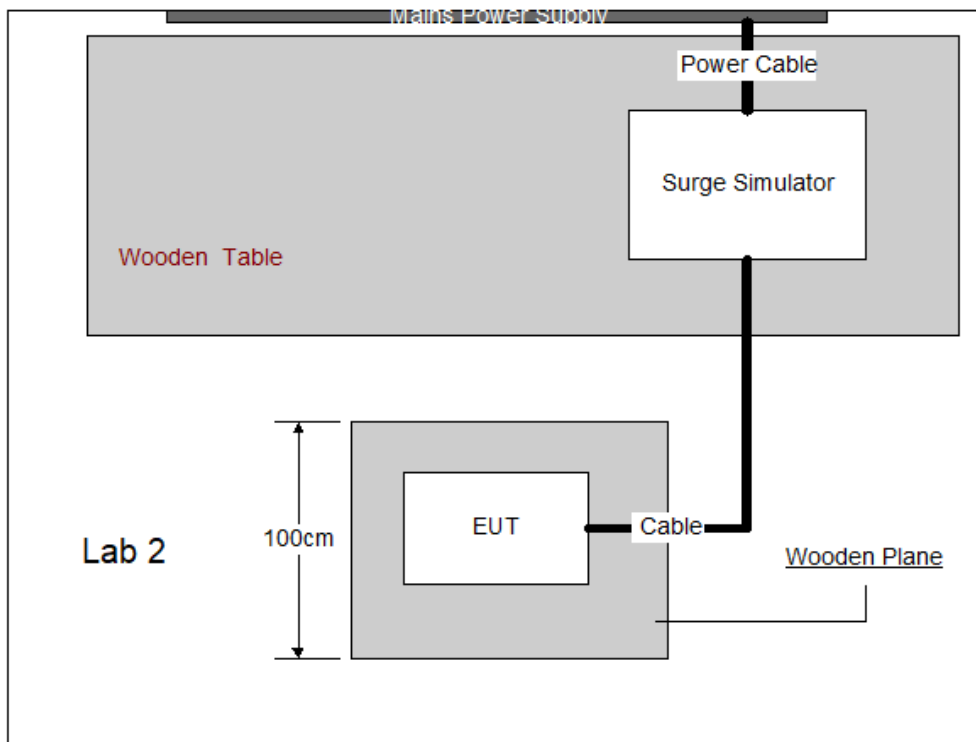 Mains Power Supply
Power Cable
Surge Simulator
Wooden Table
EUT
Cable
100cm
Lab 2
Wooden Plane